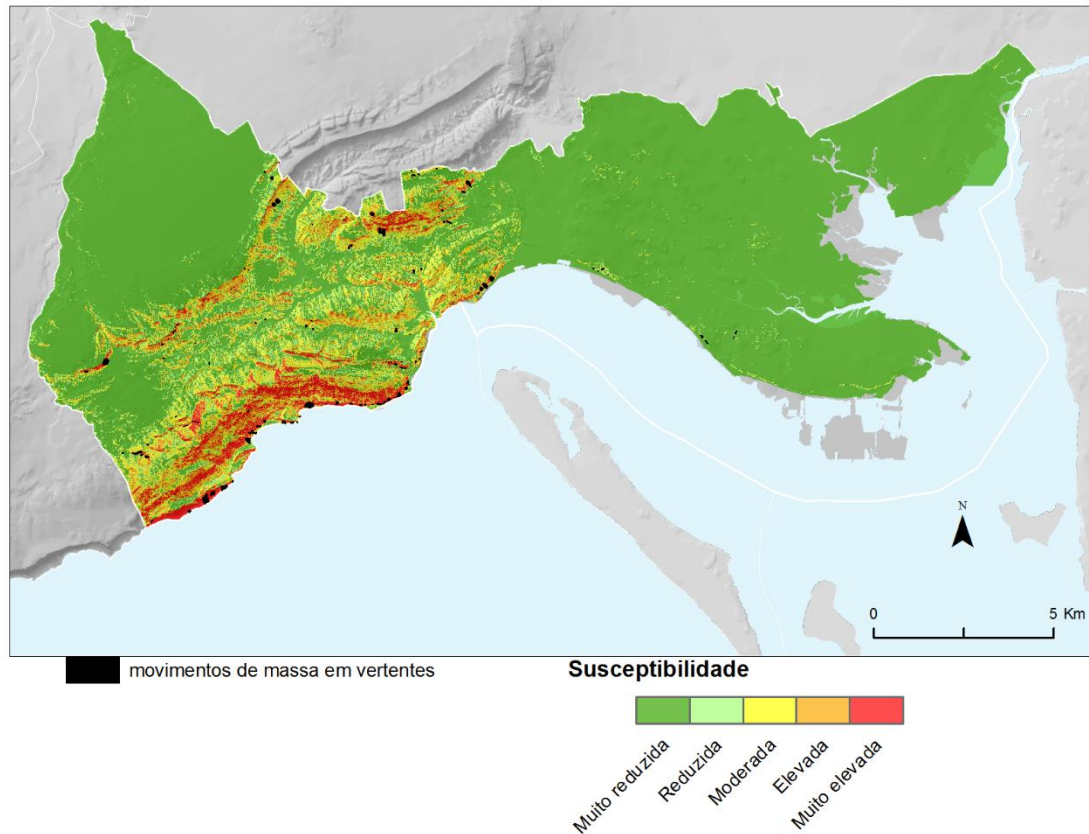 N
0 5 Km
movimentos de massa em vertentes
Susceptibilidade
Muito reduzida
Reduzida
Moderada
Elevada
Muito elevada